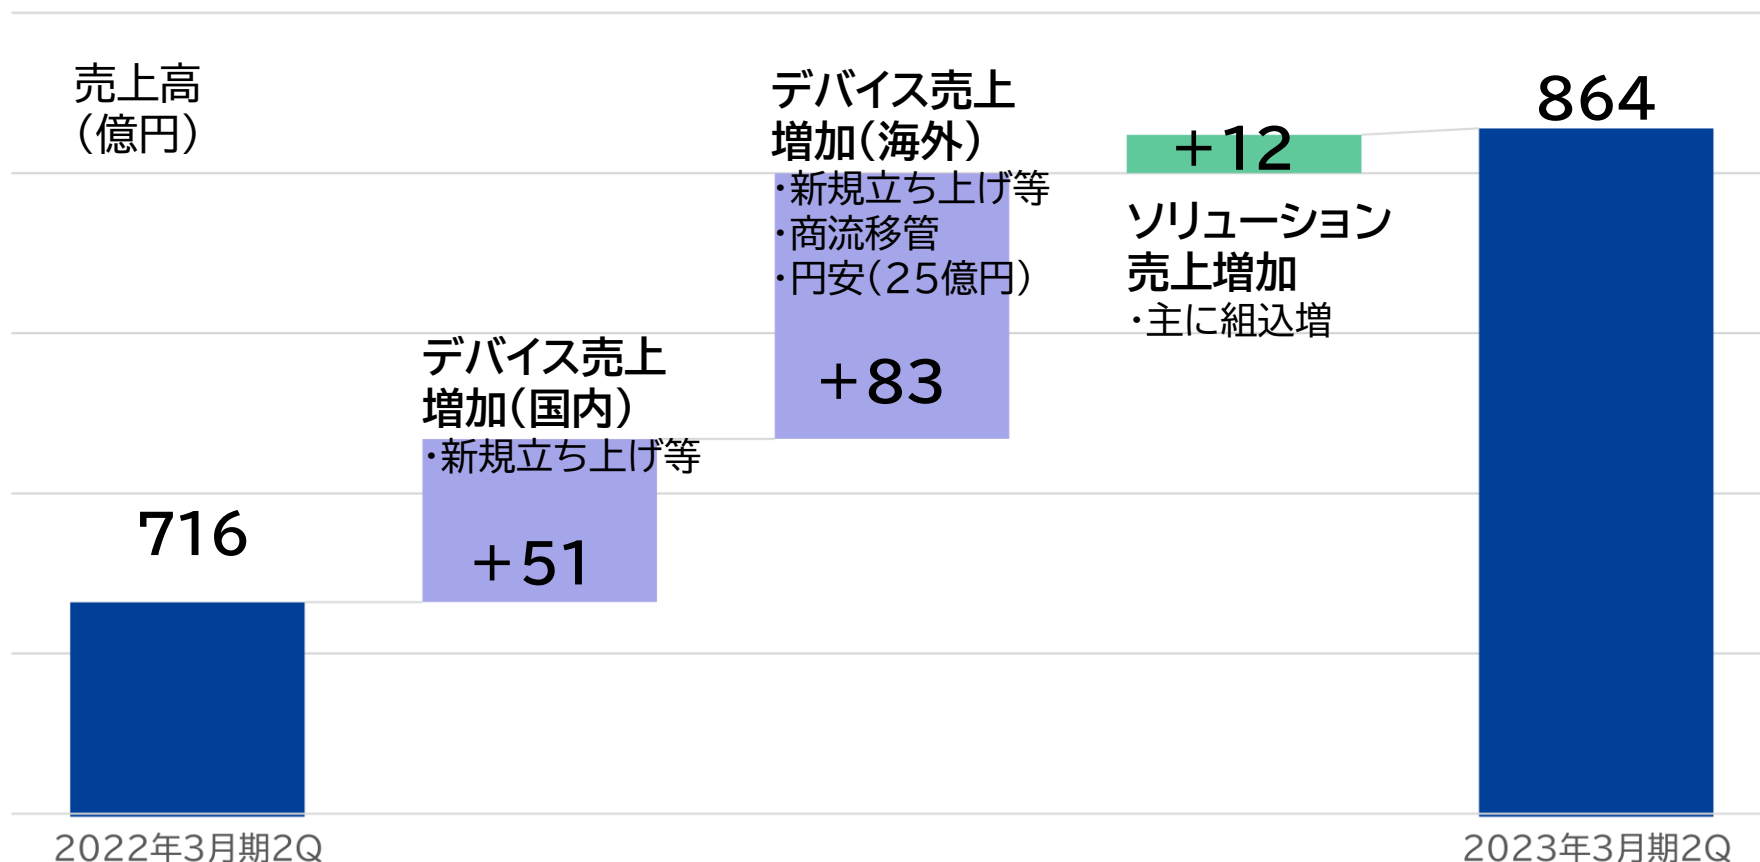 売上高
(億円)
716
2022年3月期2Q
デバイス売上
増加(国内)
・新規立ち上げ等
+51
デバイス売上
増加(海外)
・新規立ち上げ等
・商流移管
・円安(25億円)
+83
+12
ソリューション
売上増加
・主に組込増
864
2023年3月期2Q